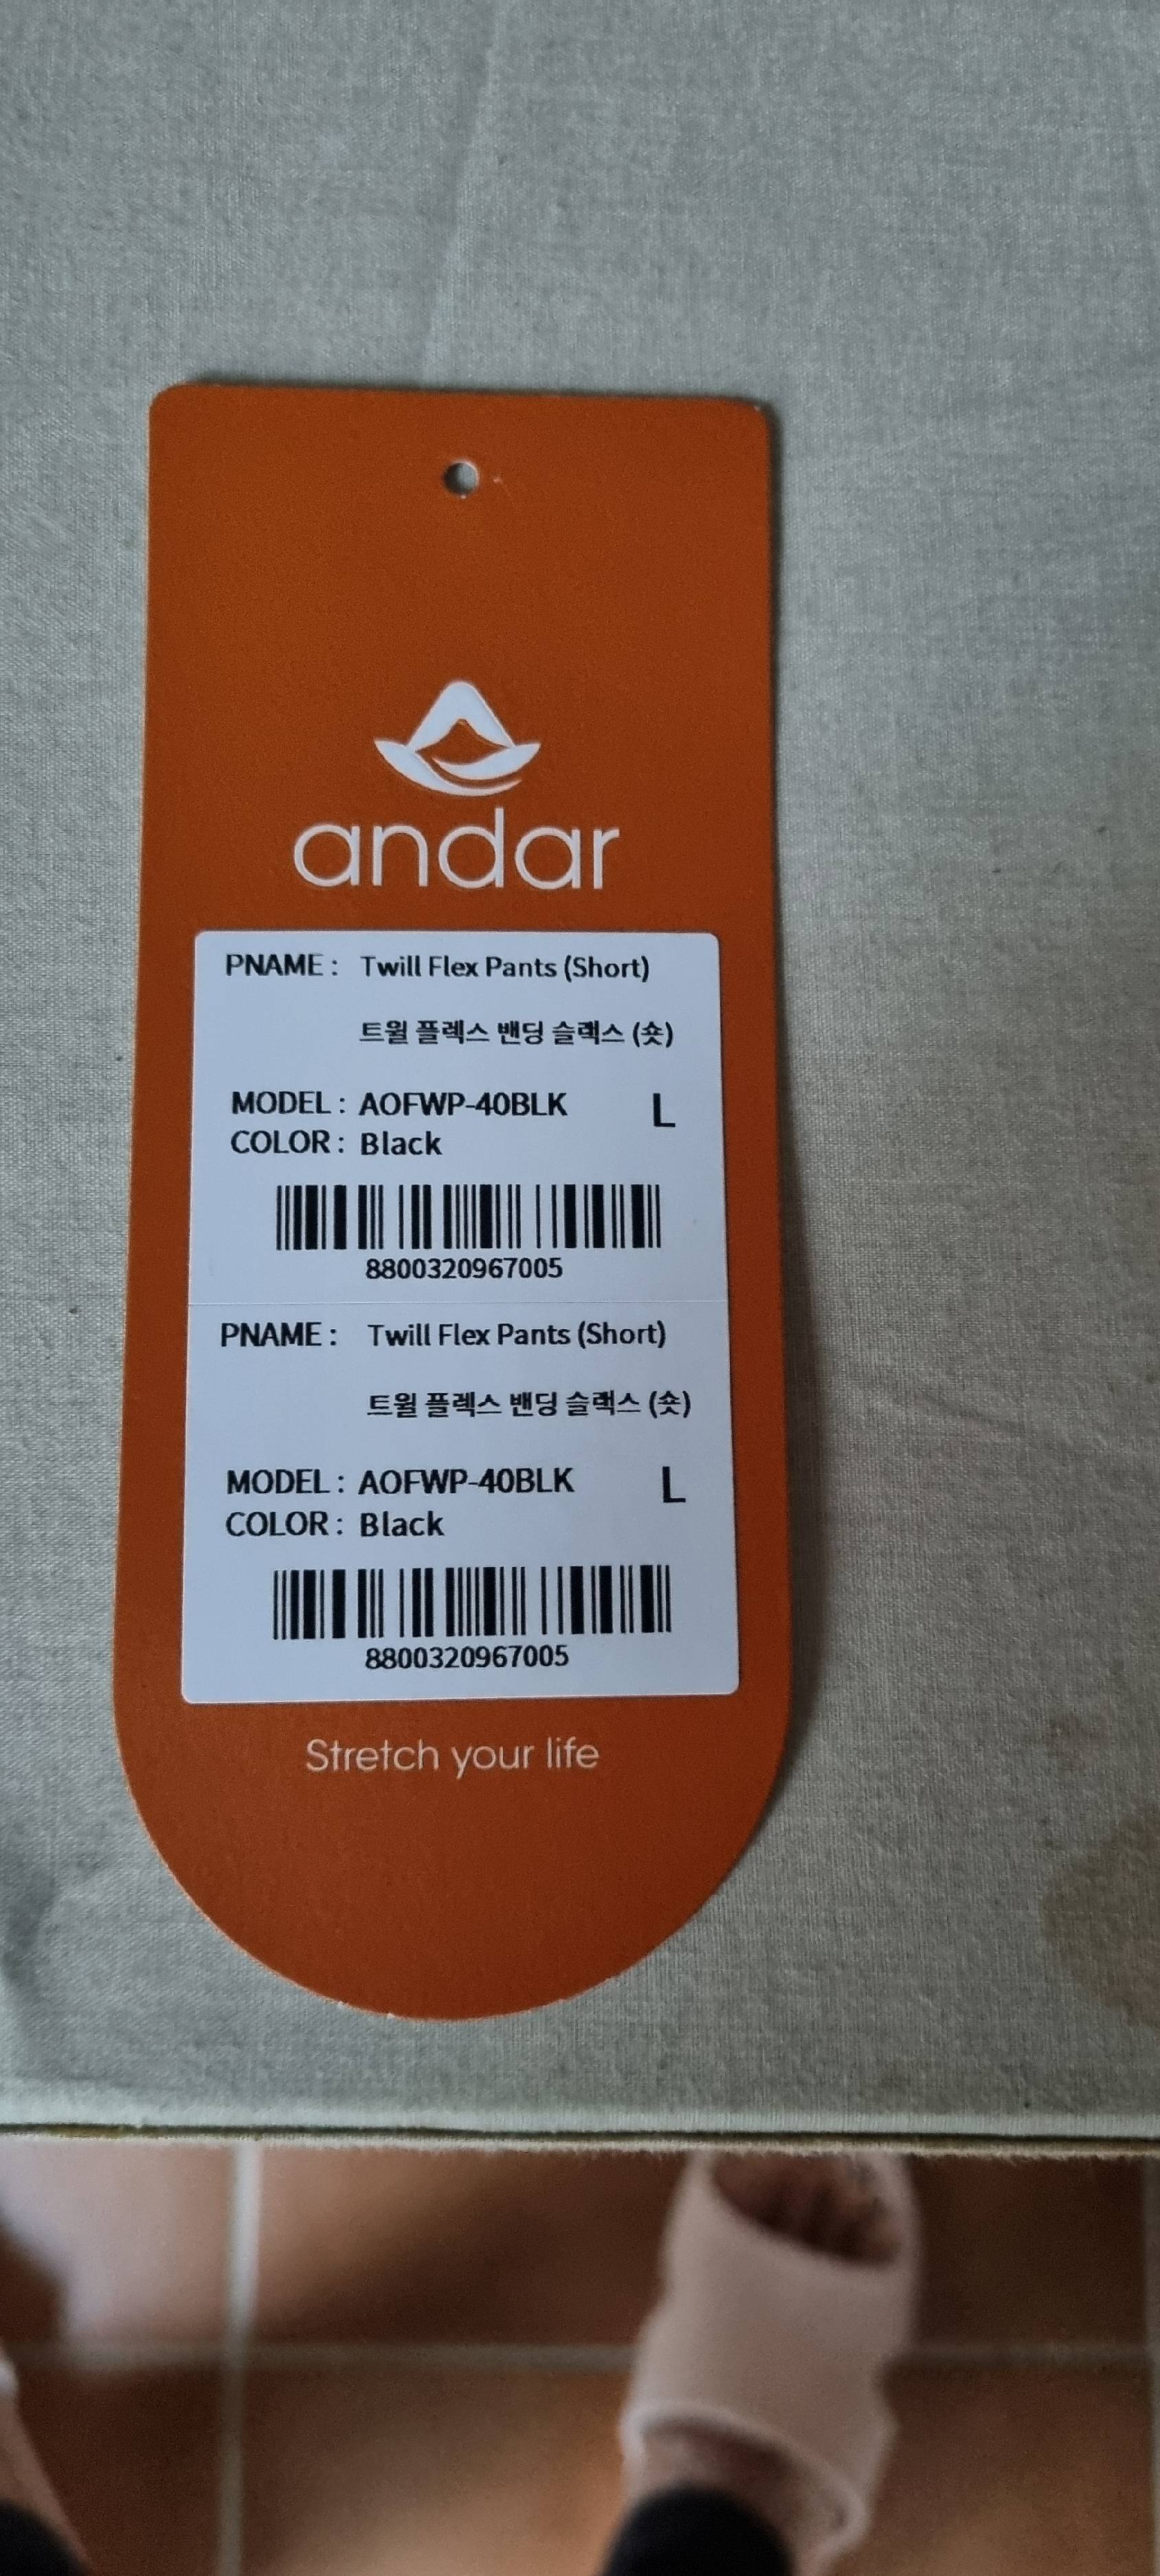 andar
PNAME : Twill Flex Pants (Short)
트윌 플렉스 밴딩 슬랙스 (숏)
MODEL : AOFWP-40BLK L
COLOR : Black
8800320967005
PNAME : Twill Flex Pants (Short)
트윌 플렉스 밴딩 슬랙스 (숏)
MODEL : AOFWP-40BLK L
COLOR : Black
8800320967005
Stretch your life